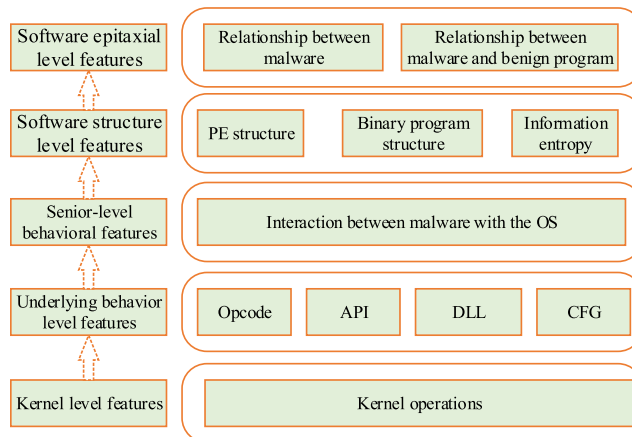 Software epitaxial
level features
Relationship between
malware
Relationship between
malware and benign program
Software structure
level features
PE structure
Binary program
structure
Information
entropy
Senior-level
behavioral features
Interaction between malware with the OS
Underlying behavior
level features
Opcode
API
DLL
CFG
Kernel level features
Kernel operations